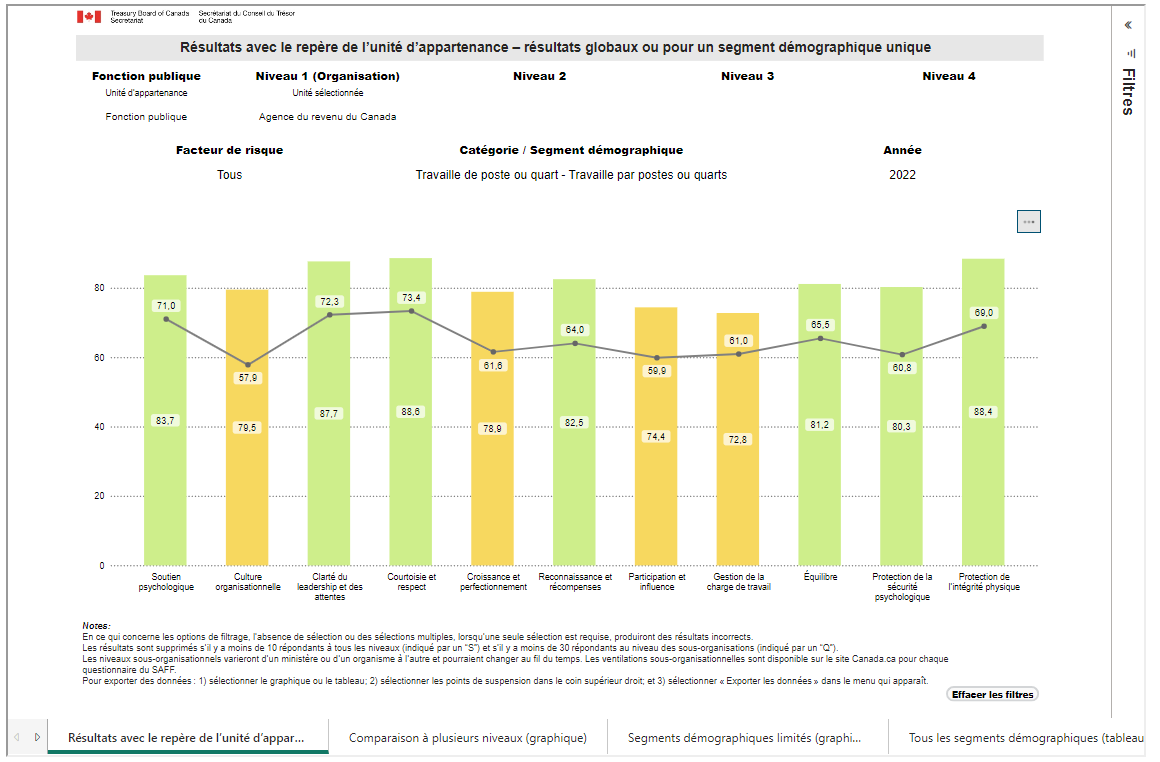 Treasury Board of Canada Secrétariat du Conseil du Trésor
Secretariat du Canada
Résultats avec le repère de l'unité d'appartenance – résultats globaux ou pour un segment démographique unique
Fonction publique Niveau 1 (Organisation) Niveau 2 Niveau 3 Niveau 4
Unité d'appartenance Unité sélectionnée
Fonction publique Agence du revenu du Canada
Facteur de risque Catégorie / Segment démographique Année
Tous Travaille de poste ou quart - Travaille par postes ou quarts 2022
Filtres
80
60
40
20
0
71,0 57,9 72,3 73,4 61,6 64,0 59,9 61,0 65,5 60,8 69,0
83,7 79,5 87,7 88,6 78,9 82,5 74,4 72,8 81,2 80,3 88,4
Soutien
psychologique
Culture
organisationnelle
Clarté du
leadership et des
attentes
Courtoisie et
respect
Croissance et
perfectionnement
Reconnaissance et
récompenses
Participation et
influence
Gestion de la
charge de travail
Équilibre
Protection de la
sécurité
psychologique
Protection de
l'intégrité physique
Notes:
En ce qui concerne les options de filtrage, l'absence de sélection ou des sélections multiples, lorsqu'une seule sélection est requise, produiront des résultats incorrects.
Les résultats sont supprimés s'il y a moins de 10 répondants à tous les niveaux (indiqué par un "S") et s'il y a moins de 30 répondants au niveau des sous-organisations (indiqué par un "Q").
Les niveaux sous-organisationnels varieront d'un ministère ou d'un organisme à l'autre et pourraient changer au fil du temps. Les ventilations sous-organisationnelles sont disponible sur le site Canada.ca pour chaque
questionnaire du SAFF.
Pour exporter des données : 1) sélectionner le graphique ou le tableau; 2) sélectionner les points de suspension dans le coin supérieur droit; et 3) sélectionner « Exporter les données » dans le menu qui apparaît.
Effacer les filtres
Résultats avec le repère de l'unité d'appar... Comparaison à plusieurs niveaux (graphique) Segments démographiques limités (graphi... Tous les segments démographiques (tableau